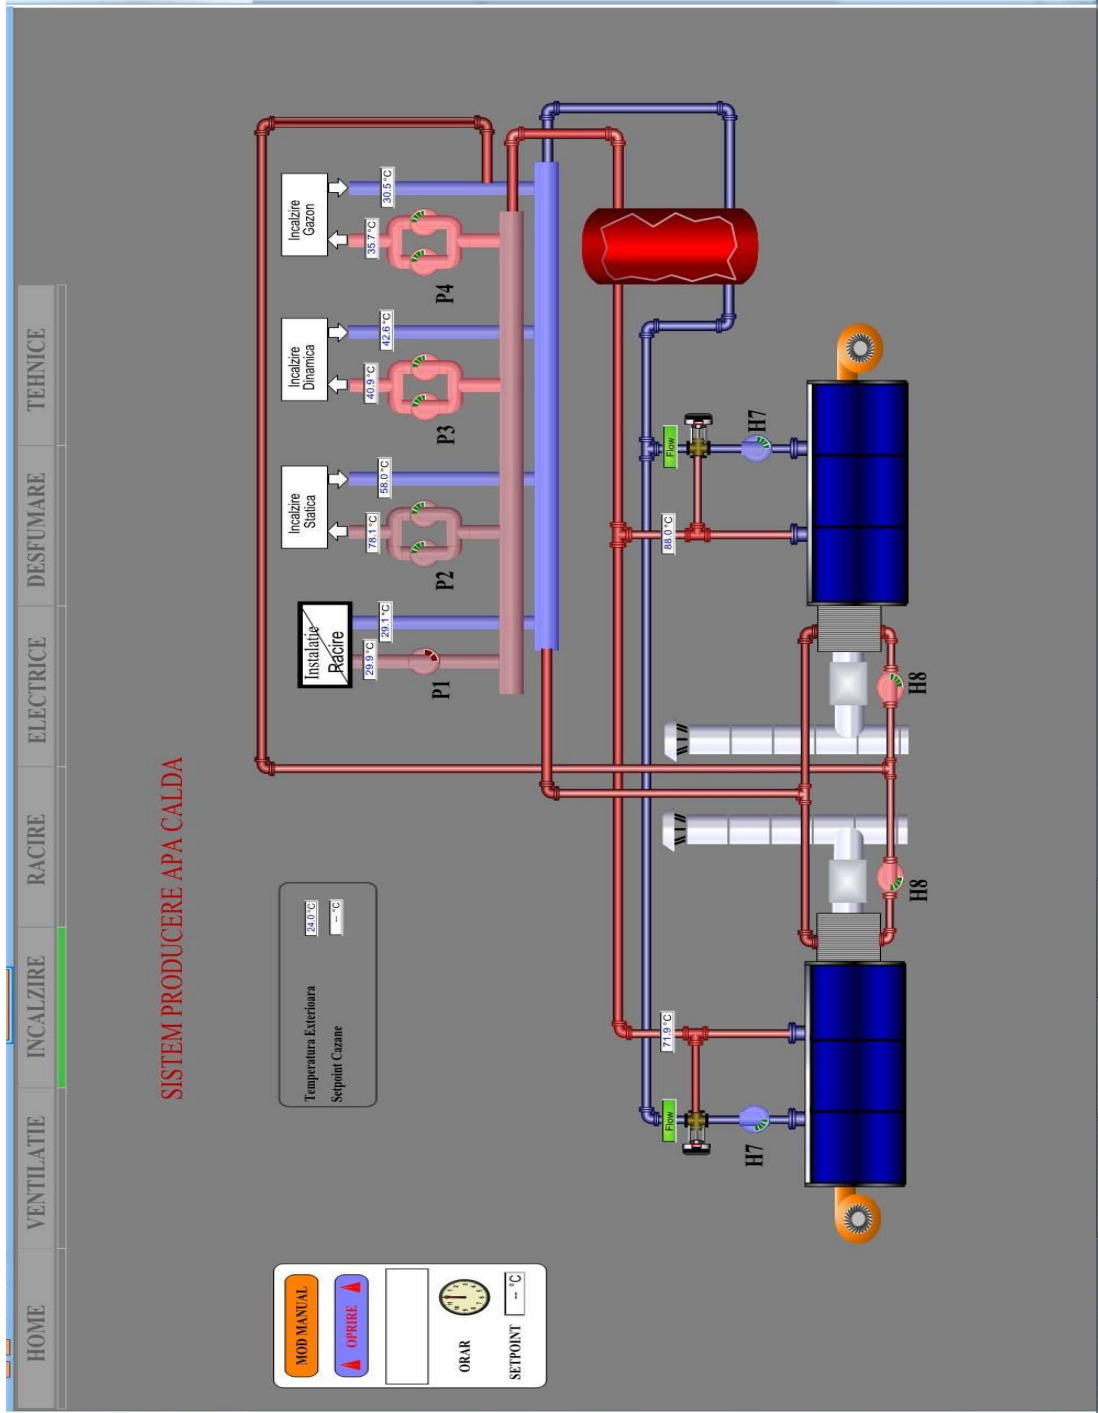 HOME
VENTILATIE
INCALZIRE
RACIRE
ELECTRICE
DESFUMARE
TEHNICE
SISTEM PRODUCERE APA CALDA
MOD MANUAL
OPRIRE
ORAR
SETPOINT
-- °C
Temperatura Exterioara
24.0 °C
Setpoint Cazane
-- °C
Instalatie
Racire
29.9 °C
29.1 °C
P1
Incalzire
Statica
78.1 °C
58.0 °C
P2
Incalzire
Dinamica
40.9 °C
42.6 °C
P3
Incalzire
Gazon
35.7 °C
30.5 °C
P4
Flow
71.9 °C
88.0 °C
Flow
H7
H7
H8
H8